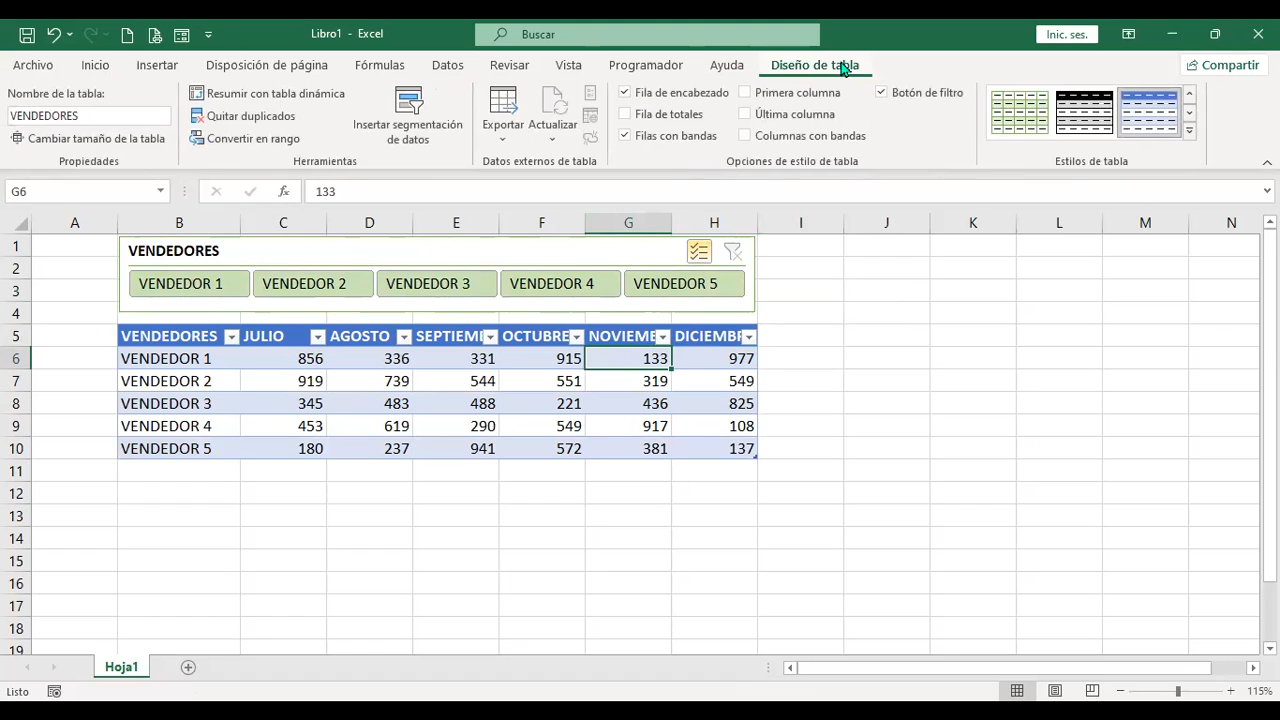 Libro1 - Excel
Buscar
Inic. ses.
Archivo Inicio Insertar Disposición de página Fórmulas Datos Revisar Vista Programador Ayuda Diseño de tabla Compartir
Nombre de la tabla:
VENDEDORES
Cambiar tamaño de la tabla
Propiedades
Resumir con tabla dinámica
Quitar duplicados
Convertir en rango
Insertar segmentación
de datos
Herramientas
Exportar Actualizar
Datos externos de tabla
Fila de encabezado Primera columna Botón de filtro
Fila de totales Última columna
Filas con bandas Columnas con bandas
Opciones de estilo de tabla
Estilos de tabla
G6 fx 133
A B C D E F G H I J K L M N
1 VENDEDORES
2
3 VENDEDOR 1 VENDEDOR 2 VENDEDOR 3 VENDEDOR 4 VENDEDOR 5
4
5 VENDEDORES JULIO AGOSTO SEPTIEMI OCTUBRE NOVIEME DICIEMBR
6 VENDEDOR 1 856 336 331 915 133 977
7 VENDEDOR 2 919 739 544 551 319 549
8 VENDEDOR 3 345 483 488 221 436 825
9 VENDEDOR 4 453 619 290 549 917 108
10 VENDEDOR 5 180 237 941 572 381 137
11
12
13
14
15
16
17
18
19
Hoja1
Listo 115%